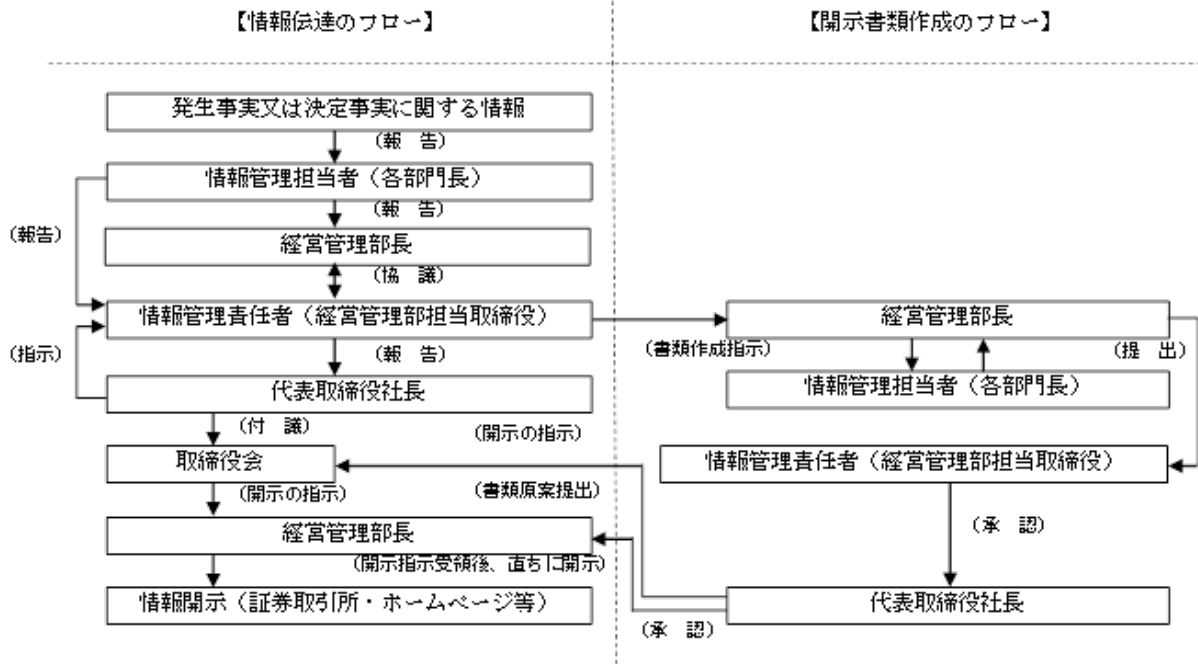 【情報伝達のフロー】
【開示書類作成のフロー】
発生事実又は決定事実に関する情報
（報　告）
情報管理担当者（各部門長）
（報　告）
（報告）
経営管理部長
（協　議）
情報管理責任者（経営管理部担当取締役）
（指示）
（報　告）
代表取締役社長
（付　議）
（開示の指示）
取締役会
（開示の指示）
（書類原案提出）
経営管理部長
（開示指示受領後、直ちに開示）
情報開示（証券取引所・ホームページ等）
経営管理部長
（書類作成指示）
（提　出）
情報管理担当者（各部門長）
情報管理責任者（経営管理部担当取締役）
（承　認）
代表取締役社長
（承　認）